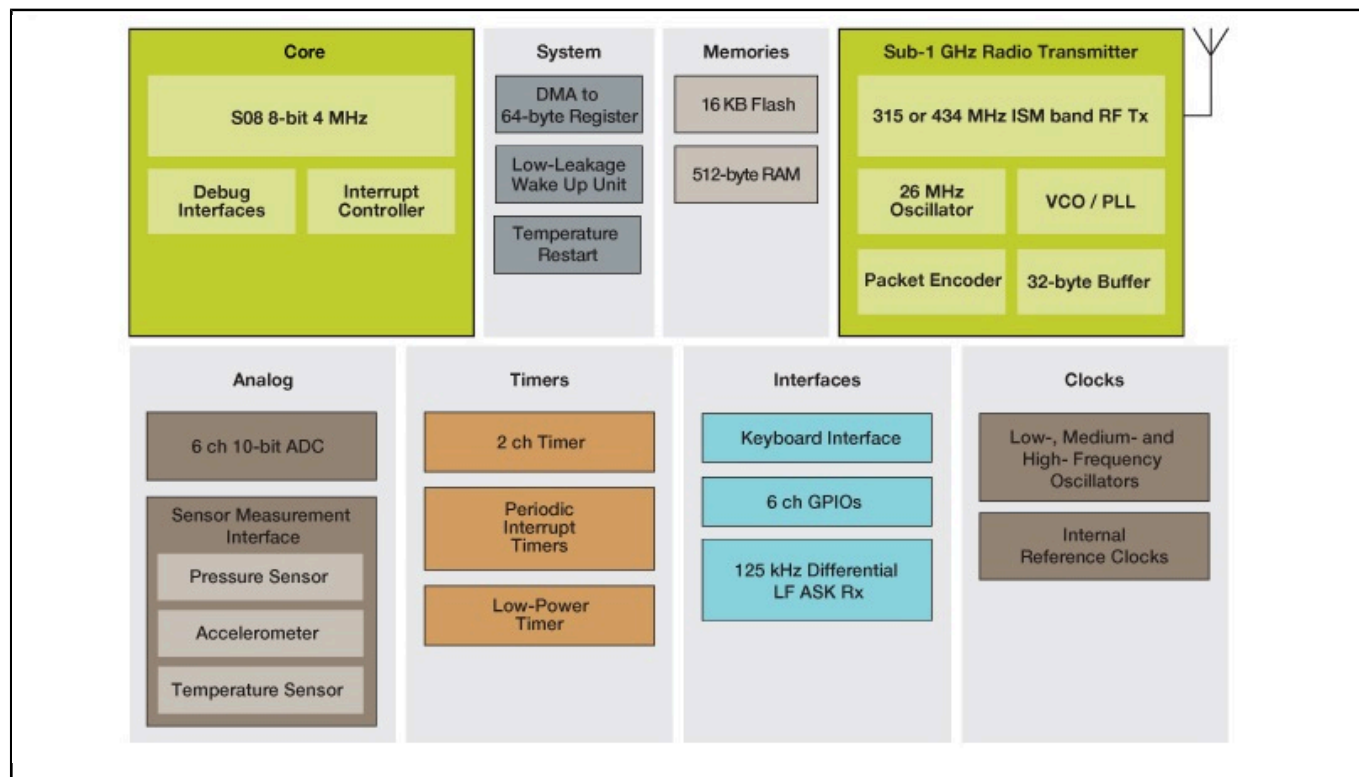 Core
S08 8-bit 4 MHz
Debug
Interfaces
Interrupt
Controller
System
DMA to
64-byte Register
Low-Leakage
Wake Up Unit
Temperature
Restart
Memories
16 KB Flash
512-byte RAM
Sub-1 GHz Radio Transmitter
315 or 434 MHz ISM band RF Tx
26 MHz
Oscillator
VCO / PLL
Packet Encoder
32-byte Buffer
Analog
6 ch 10-bit ADC
Sensor Measurement
Interface
Pressure Sensor
Accelerometer
Temperature Sensor
Timers
2 ch Timer
Periodic
Interrupt
Timers
Low-Power
Timer
Interfaces
Keyboard Interface
6 ch GPIOs
125 kHz Differential
LF ASK Rx
Clocks
Low-, Medium- and
High- Frequency
Oscillators
Internal
Reference Clocks